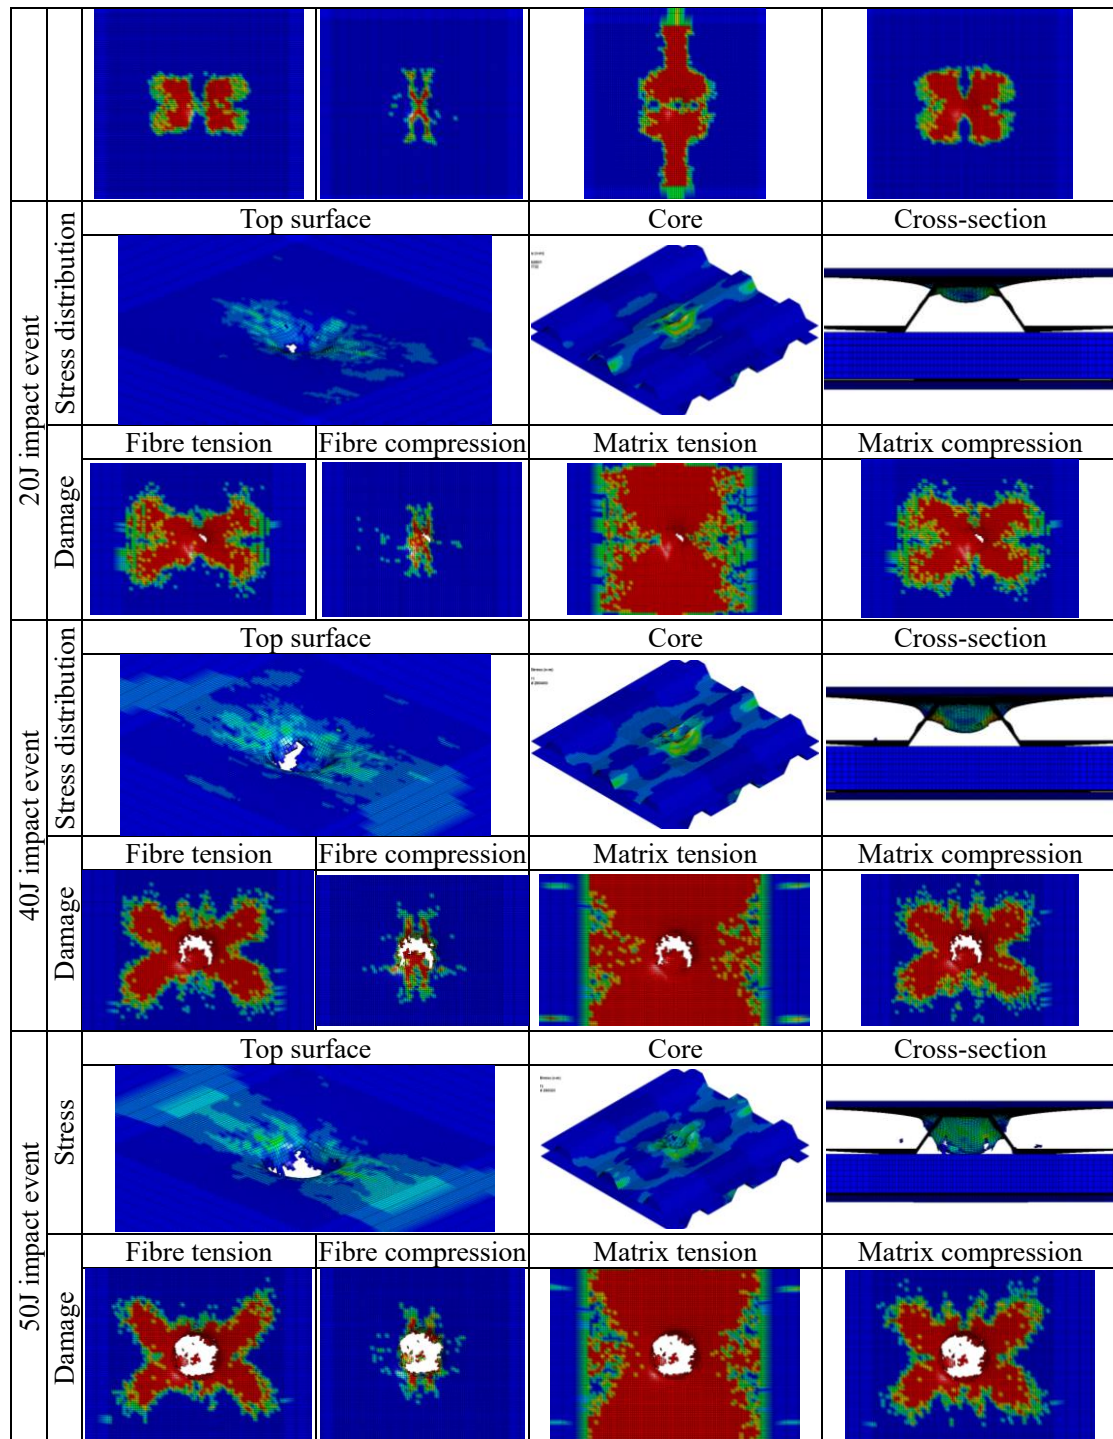 Top surface
Core
Cross-section
20J impact event
Stress distribution
Fibre tension
Fibre compression
Matrix tension
Matrix compression
Damage
Top surface
Core
Cross-section
40J impact event
Stress distribution
Fibre tension
Fibre compression
Matrix tension
Matrix compression
Damage
Top surface
Core
Cross-section
50J impact event
Stress
Fibre tension
Fibre compression
Matrix tension
Matrix compression
Damage